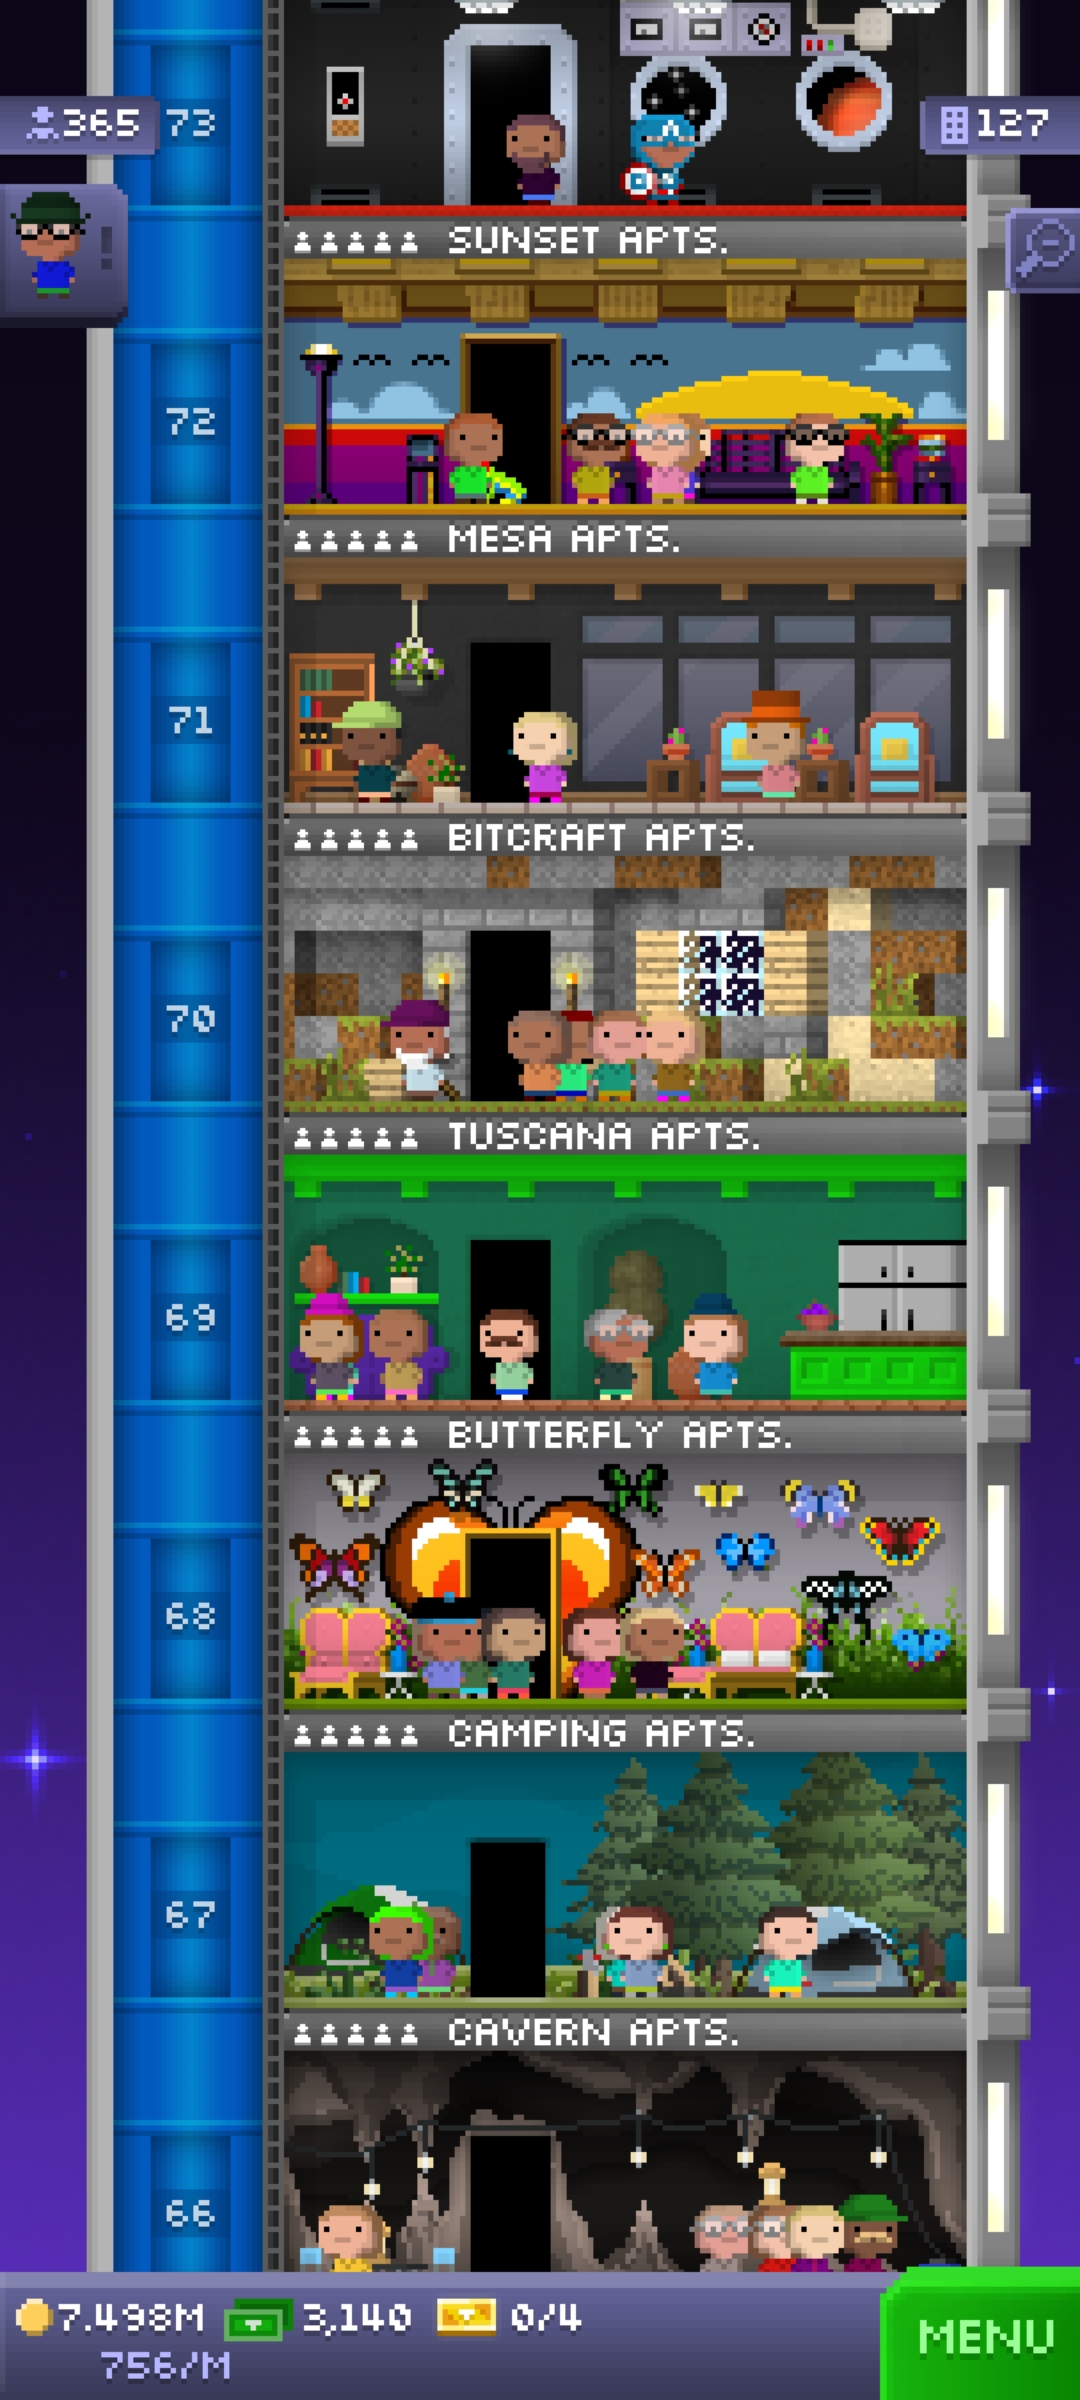 365
73
127
SUNSET APTS.
72
MESA APTS.
71
BITCRAFT APTS.
70
TUSCANA APTS.
69
BUTTERFLY APTS.
68
CAMPING APTS.
67
CAVERN APTS.
66
7.498M 3,140 0/4
756/M
MENU